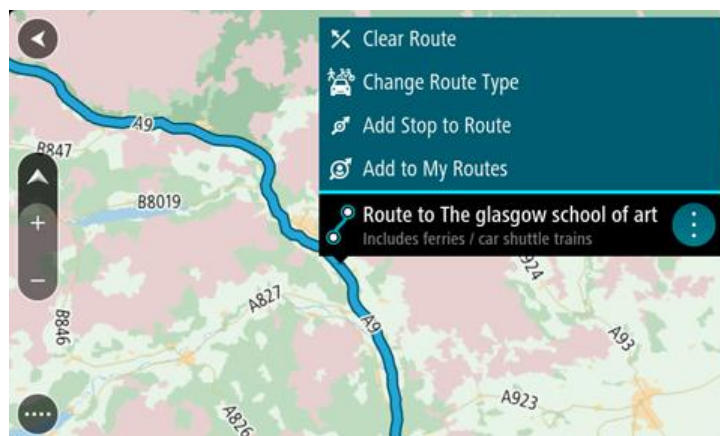 Clear Route
Change Route Type
Add Stop to Route
Add to My Routes
Route to The glasgow school of art
Includes ferries / car shuttle trains
A9
B847
B8019
A827
A9
B846
A924
A93
A923
A826